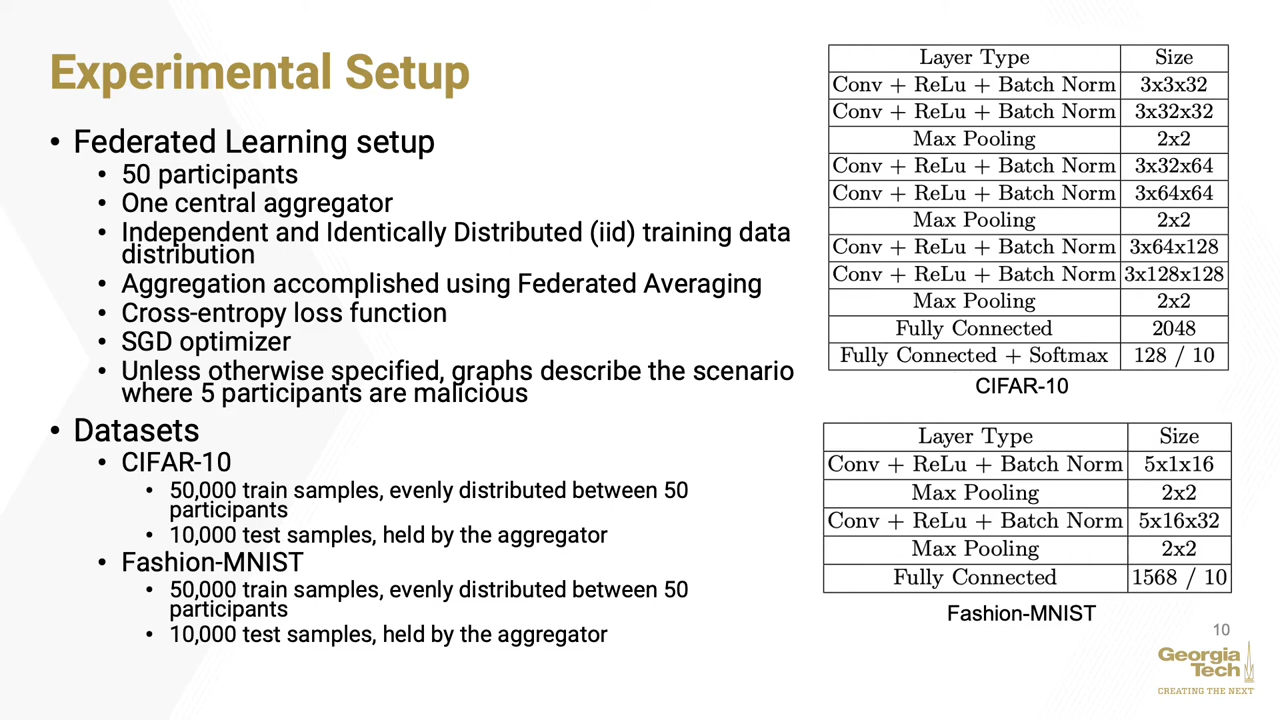 Experimental Setup
• Federated Learning setup
• 50 participants
• One central aggregator
• Independent and Identically Distributed (iid) training data
distribution
• Aggregation accomplished using Federated Averaging
• Cross-entropy loss function
• SGD optimizer
• Unless otherwise specified, graphs describe the scenario
where 5 participants are malicious
• Datasets
• CIFAR-10
• 50,000 train samples, evenly distributed between 50
participants
• 10,000 test samples, held by the aggregator
• Fashion-MNIST
• 50,000 train samples, evenly distributed between 50
participants
• 10,000 test samples, held by the aggregator
Layer Type Size
Conv + ReLu + Batch Norm 3x3x32
Conv + ReLu + Batch Norm 3x32x32
Max Pooling 2x2
Conv + ReLu + Batch Norm 3x32x64
Conv + ReLu + Batch Norm 3x64x64
Max Pooling 2x2
Conv + ReLu + Batch Norm 3x64x128
Conv + ReLu + Batch Norm 3x128x128
Max Pooling 2x2
Fully Connected 2048
Fully Connected + Softmax 128 / 10
CIFAR-10
Layer Type Size
Conv + ReLu + Batch Norm 5x1x16
Max Pooling 2x2
Conv + ReLu + Batch Norm 5x16x32
Max Pooling 2x2
Fully Connected 1568 / 10
Fashion-MNIST
10
Georgia
Tech
CREATING THE NEXT